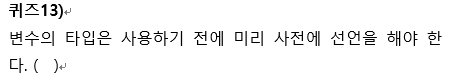 퀴즈13)
변수의 타입은 사용하기 전에 미리 사전에 선언을 해야 한
다. (   )